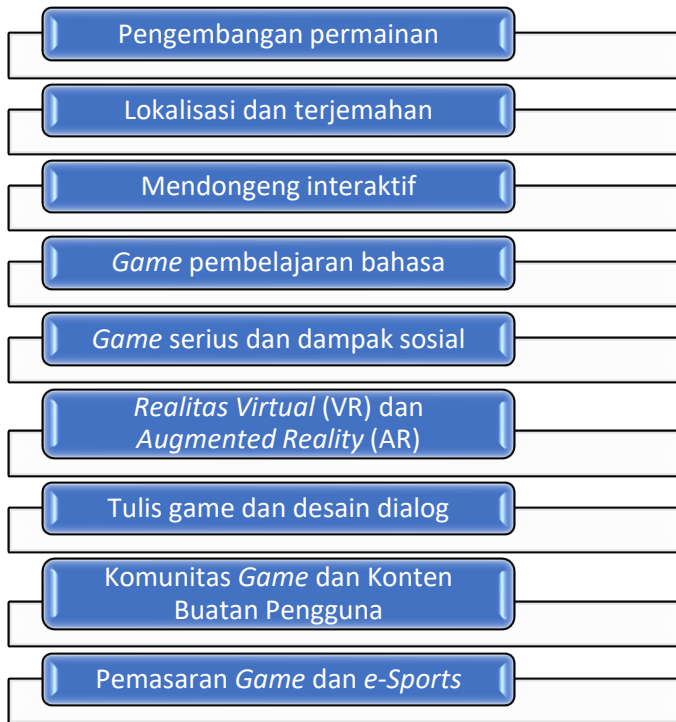 Pengembangan permainan
Lokalisasi dan terjemahan
Mendongeng interaktif
Game pembelajaran bahasa
Game serius dan dampak sosial
Realitas Virtual (VR) dan
Augmented Reality (AR)
Tulis game dan desain dialog
Komunitas Game dan Konten
Buatan Pengguna
Pemasaran Game dan e-Sports